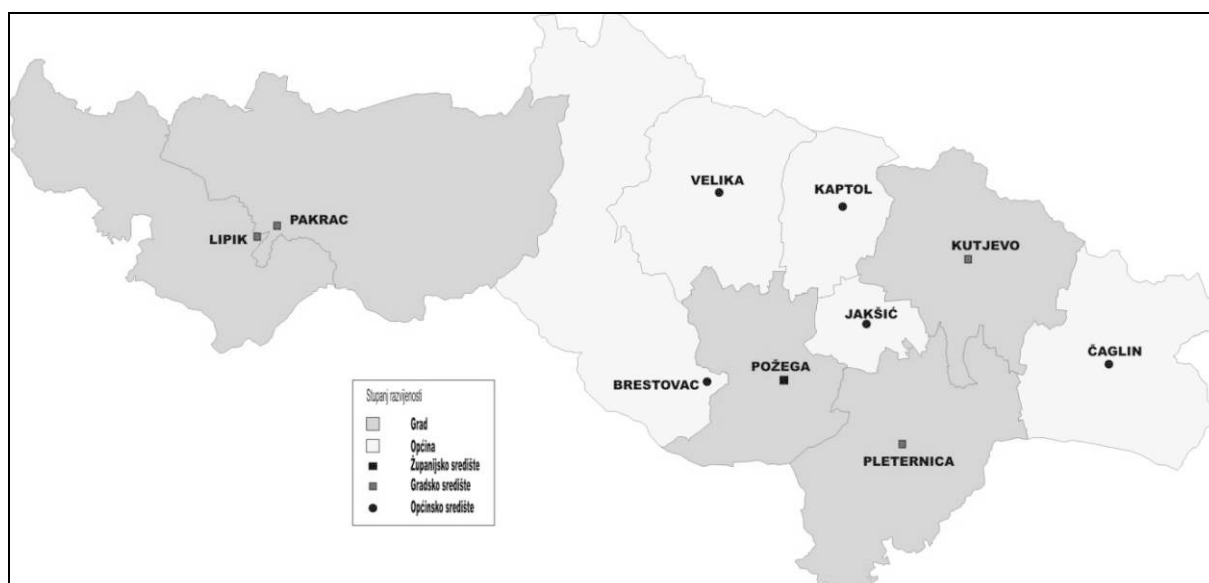 VELIKA
KAPTOL
PAKRAC
LIPIK
KUTJEVO
JAKŠIĆ
ČAGLIN
POŽEGA
BRESTOVAC
PLETERNICA
Stupanj razvijenosti
Grad
Općina
Županijsko središte
Gradsko središte
Općinsko središte